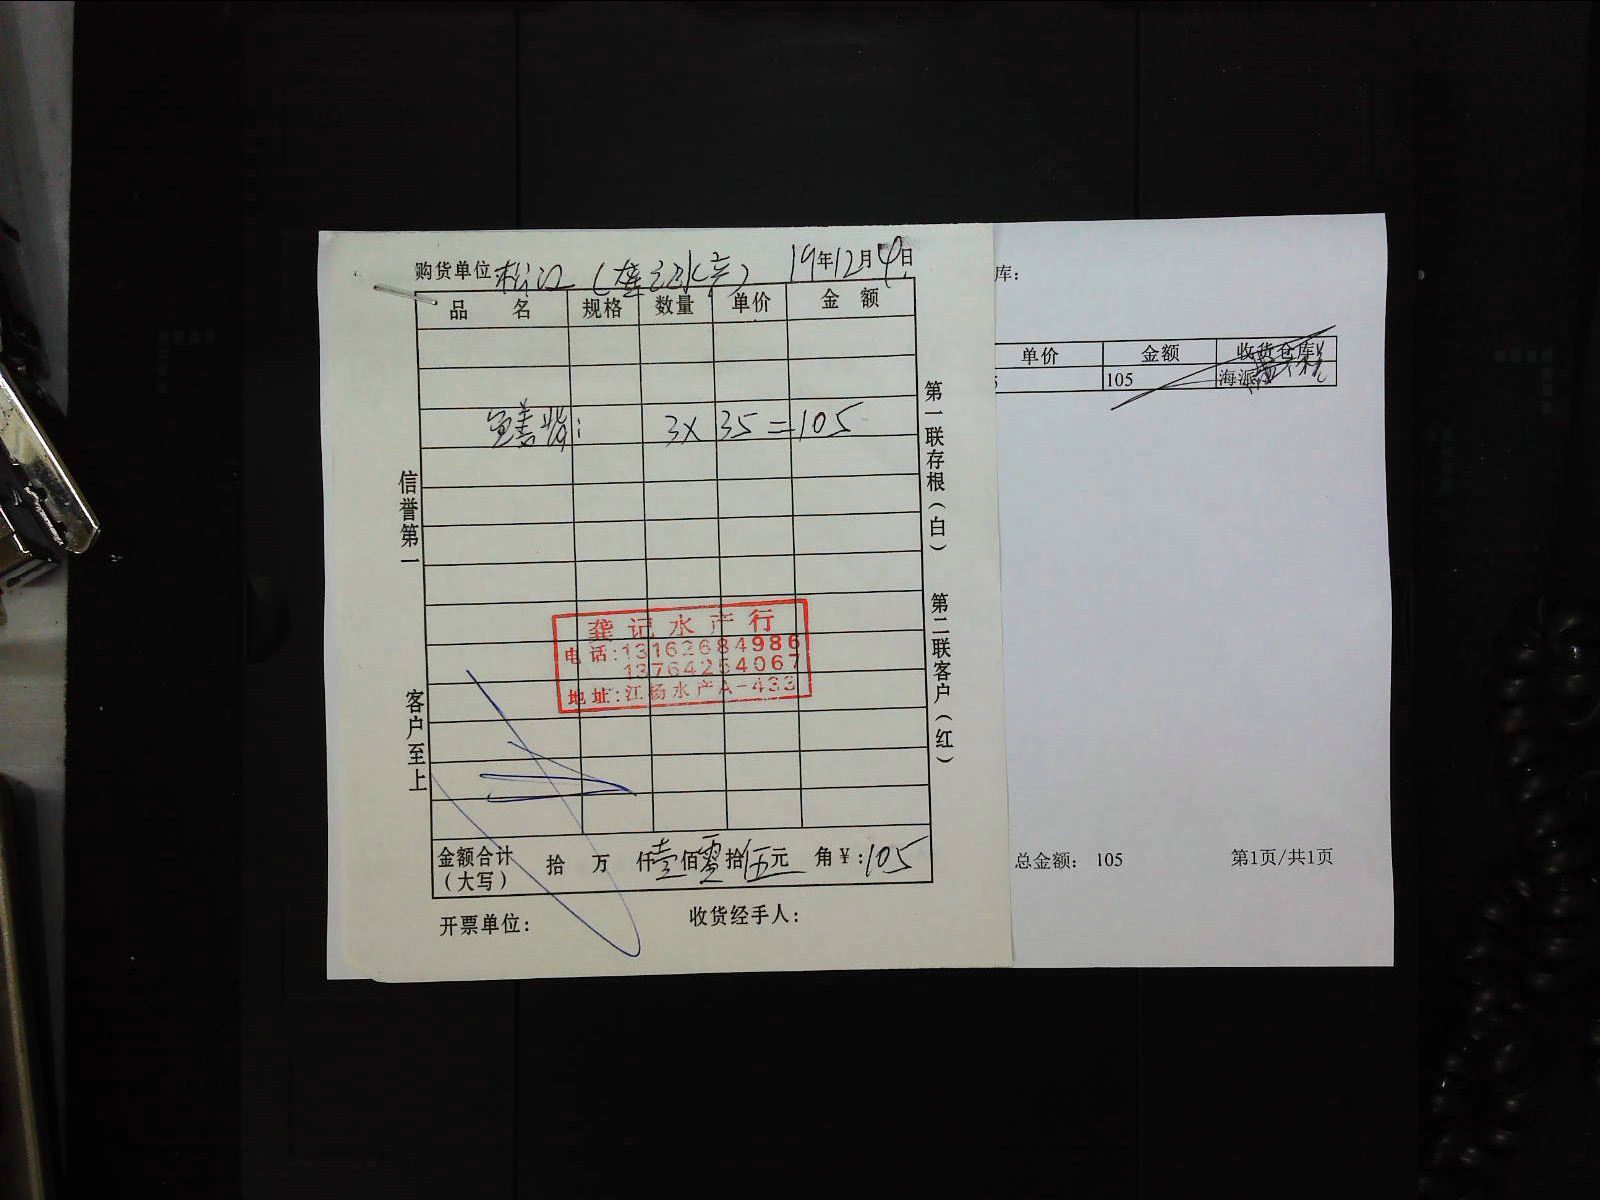 购货单位 松江（龚记水产） 19年12月4日
品名 规格 数量 单价 金额
3X 35=105
信誉第一
客户至上
第一联存根（白）
第二联客户（红）
龚记水产行
电话:13162684986
13764254067
地址:江杨水产A-433
金额合计（大写） 拾 万 仟壹佰零拾伍元 角￥:105
开票单位: 收货经手人:
库:
单价 金额 收货仓库
105 海派
总金额: 105 第1页/共1页